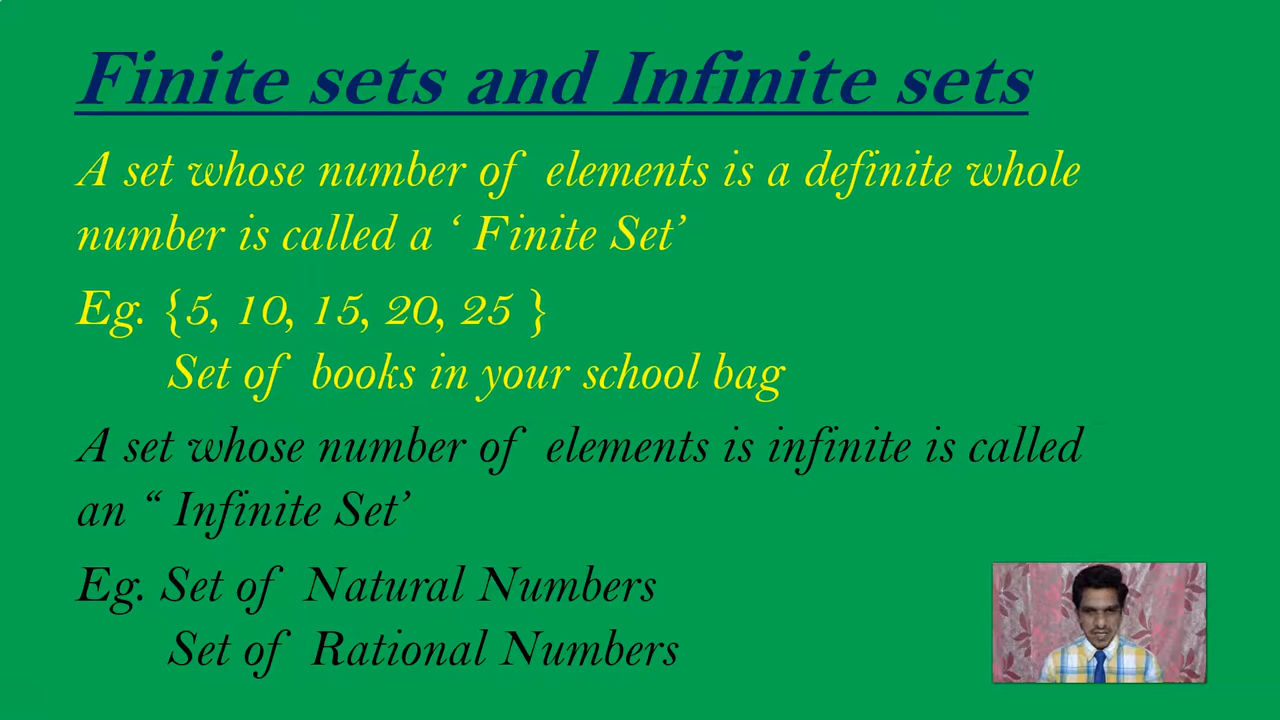 Finite sets and Infinite sets
A set whose number of elements is a definite whole
number is called a ‘ Finite Set’
Eg. {5, 10, 15, 20, 25 }
Set of books in your school bag
A set whose number of elements is infinite is called
an “ Infinite Set’
Eg. Set of Natural Numbers
Set of Rational Numbers